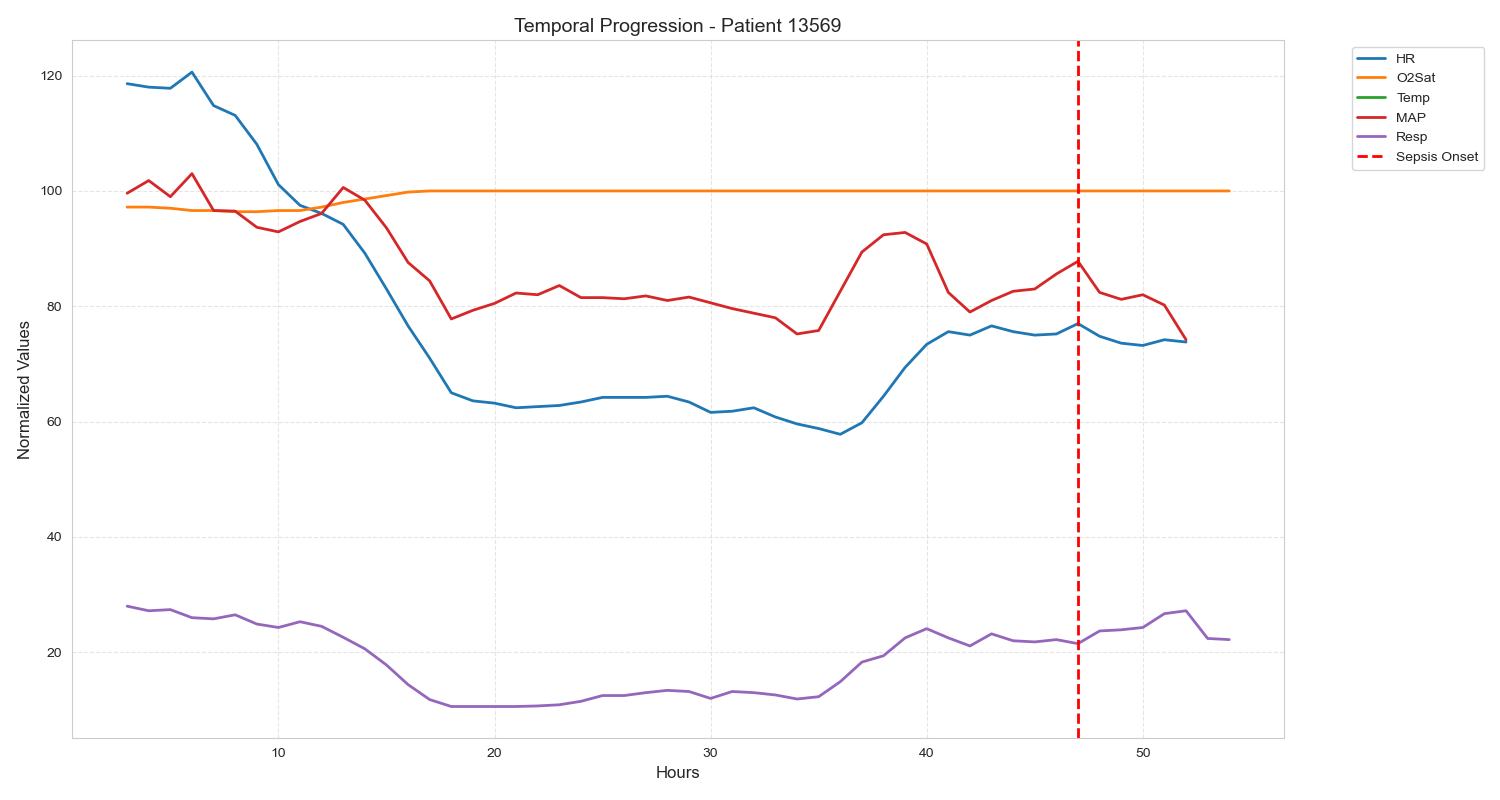 Temporal Progression - Patient 13569
HR
O2Sat
Temp
MAP
Resp
Sepsis Onset
Normalized Values
120
100
80
60
40
20
10
20
30
40
50
Hours